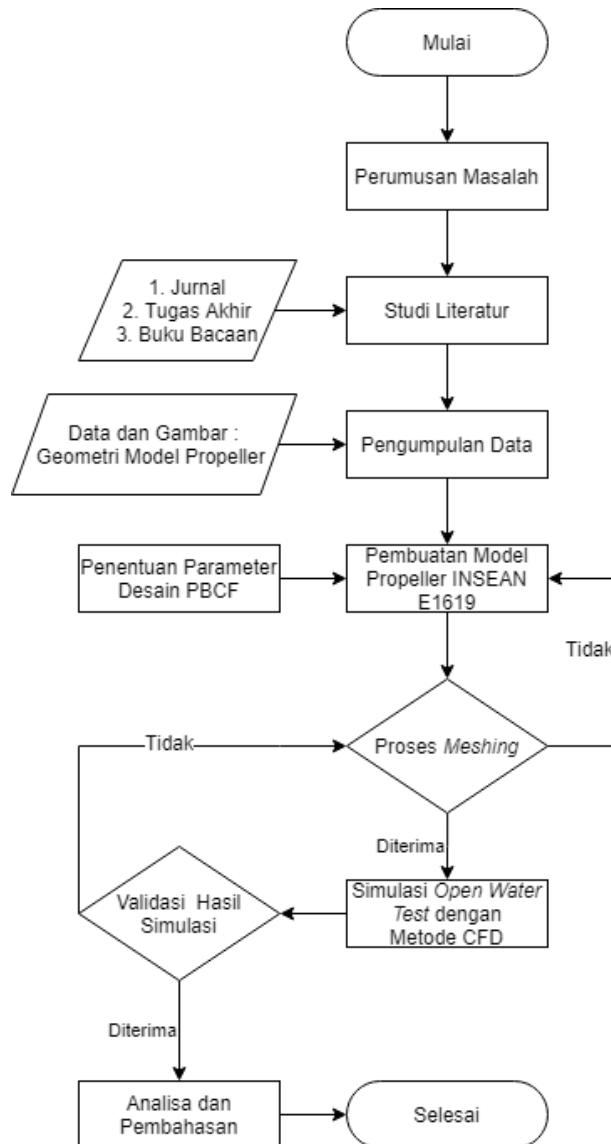 Mulai
Perumusan Masalah
1. Jurnal
2. Tugas Akhir
3. Buku Bacaan
Studi Literatur
Data dan Gambar :
Geometri Model Propeller
Pengumpulan Data
Penentuan Parameter
Desain PBCF
Pembuatan Model
Propeller INSEAN
E1619
Tidak
Tidak
Proses Meshing
Diterima
Validasi Hasil
Simulasi
Simulasi Open Water
Test dengan
Metode CFD
Diterima
Analisa dan
Pembahasan
Selesai